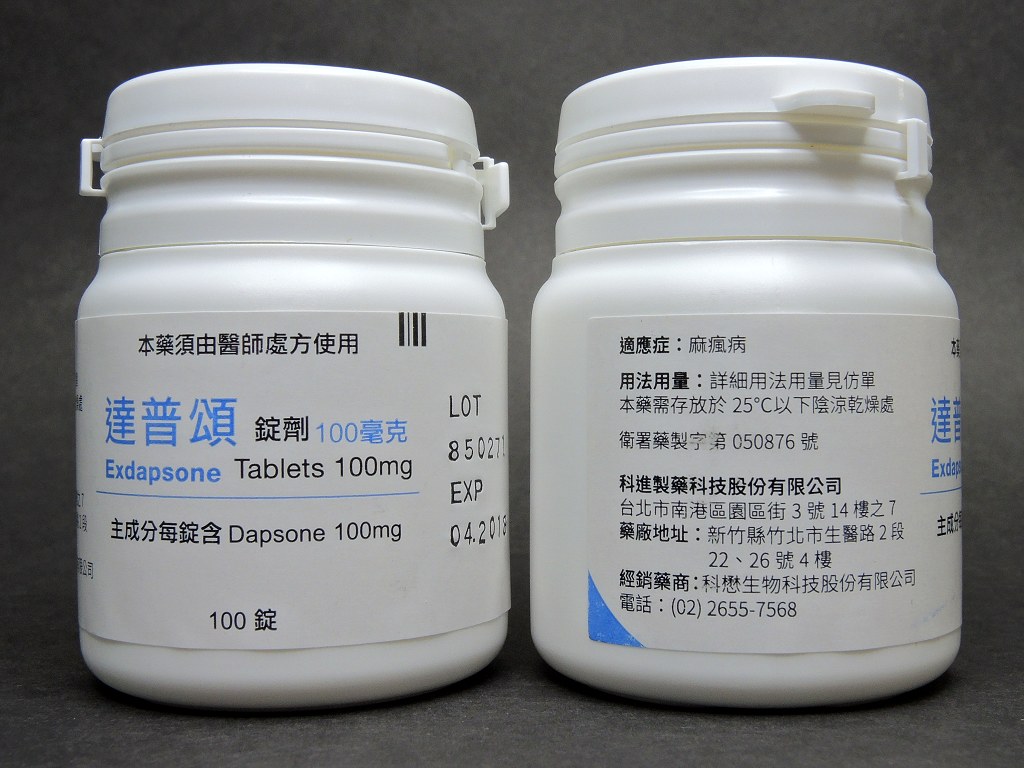 本藥須由醫師處方使用
達普頌 錠劑 100毫克
Exdapsone Tablets 100mg
主成分每錠含 Dapsone 100mg
100 錠
LOT
850271
EXP
04.2018
適應症：麻瘋病
用法用量：詳細用法用量見仿單
本藥需存放於 25°C以下陰涼乾燥處
衛署藥製字第 050876 號
科進製藥科技股份有限公司
台北市南港區園區街 3 號 14 樓之 7
藥廠地址：新竹縣竹北市生醫路 2 段
22、26 號 4 樓
經銷藥商：科懋生物科技股份有限公司
電話：(02) 2655-7568
達普
Exdaps
主成分